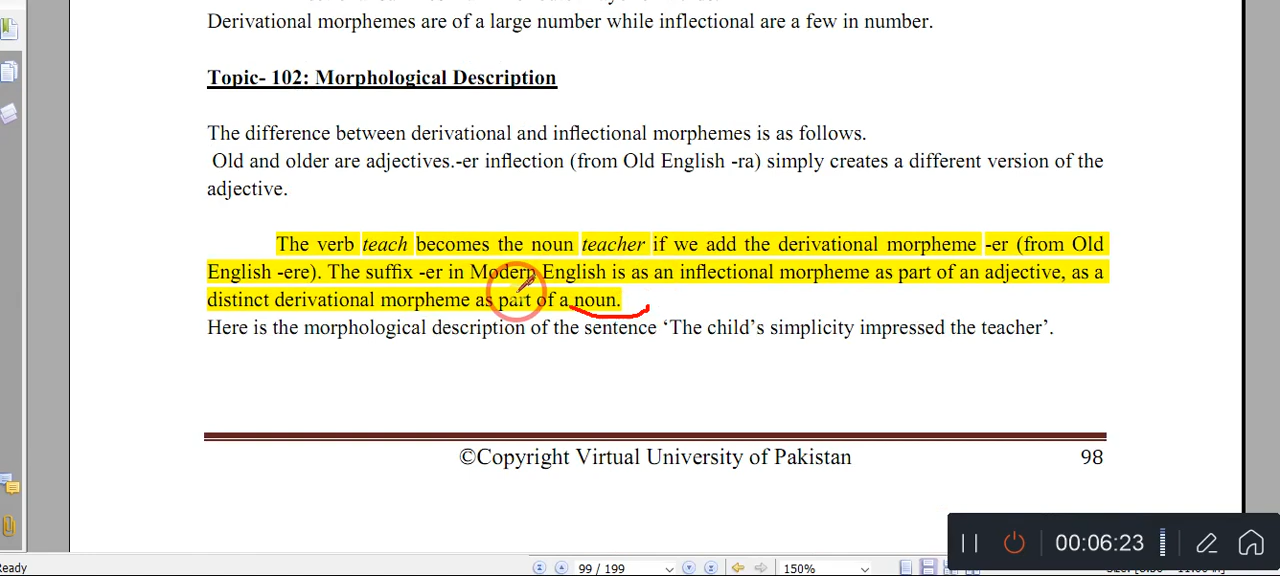 Derivational morphemes are of a large number while inflectional are a few in number.
Topic- 102: Morphological Description
The difference between derivational and inflectional morphemes is as follows.
Old and older are adjectives.-er inflection (from Old English -ra) simply creates a different version of the
adjective.
The verb teach becomes the noun teacher if we add the derivational morpheme -er (from Old
English -ere). The suffix -er in Modern English is as an inflectional morpheme as part of an adjective, as a
distinct derivational morpheme as part of a noun.
Here is the morphological description of the sentence ‘The child’s simplicity impressed the teacher’.
©Copyright Virtual University of Pakistan 98
00:06:23
eady 99 / 199 150%